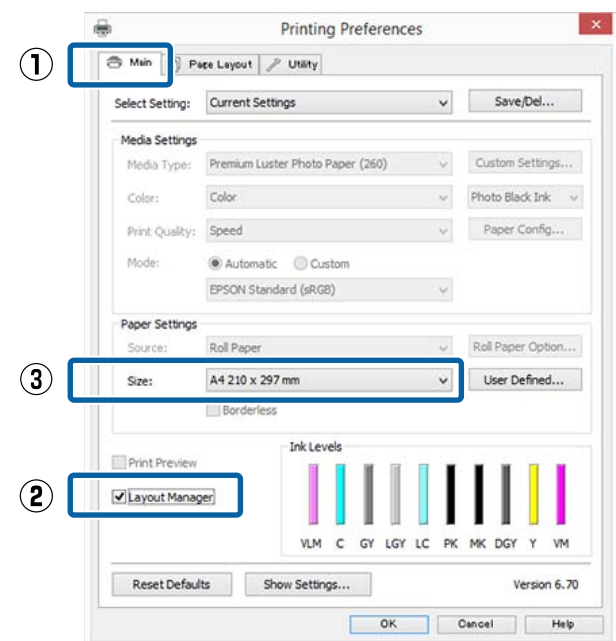 Printing Preferences
① Main Page Layout Utility
Select Setting: Current Settings Save/Del...
Media Settings
Media Type: Premium Luster Photo Paper (260) Custom Settings...
Color: Color Photo Black Ink
Print Quality: Speed Paper Config...
Mode: Automatic Custom
EPSON Standard (sRGB)
Paper Settings
Source: Roll Paper Roll Paper Option...
③ Size: A4 210 x 297 mm User Defined...
Borderless
Ink Levels
Print Preview
② Layout Manager
VLM C GY LGY LC PK MK DGY Y VM
Reset Defaults Show Settings... Version 6.70
OK Cancel Help